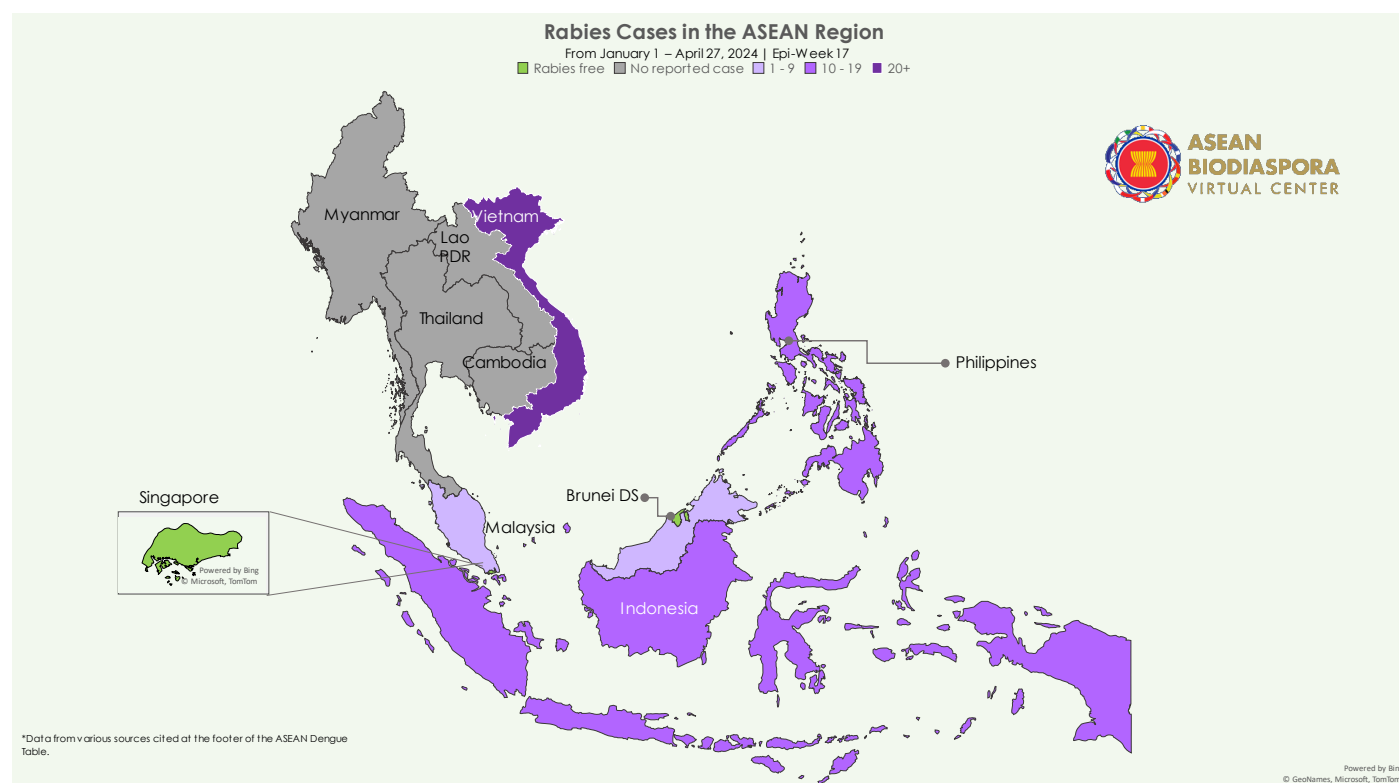 Rabies Cases in the ASEAN Region
From January 1 – April 27, 2024 | Epi-Week 17
Rabies free No reported case 1 - 9 10 - 19 20+
ASEAN
BIODIASPORA
VIRTUAL CENTER
Myanmar
Vietnam
Lao
PDR
Thailand
Cambodia
Philippines
Singapore
Brunei DS
Malaysia
Powered by Bing
© Microsoft, TomTom
Indonesia
*Data from various sources cited at the footer of the ASEAN Dengue
Table.
Powered by Bin
© GeoNames, Microsoft, TomTom